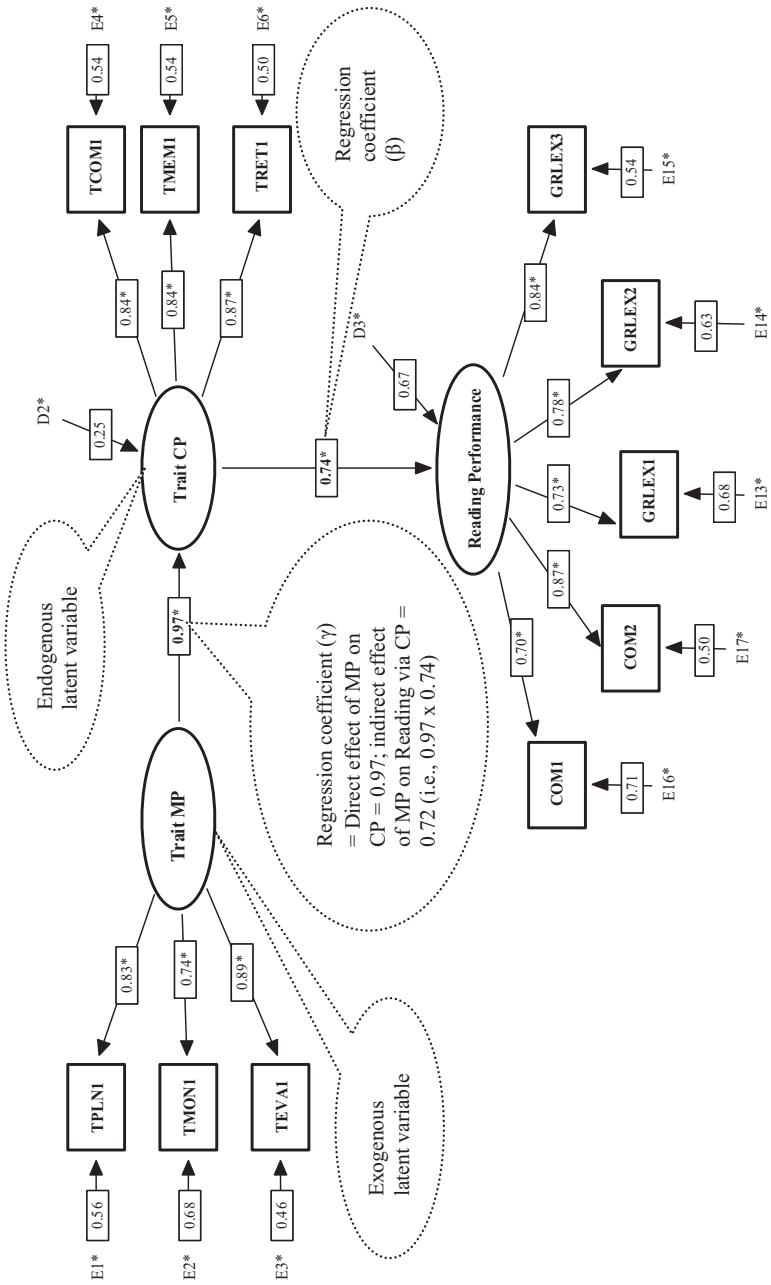 E1*
0.56
TPLN1
0.83*
E2*
0.68
TMON1
0.74*
E3*
0.46
TEVA1
0.89*
Trait MP
Exogenous
latent variable
0.97*
Endogenous
latent variable
Regression coefficient (γ)
= Direct effect of MP on
CP = 0.97; indirect effect
of MP on Reading via CP =
0.72 (i.e., 0.97 x 0.74)
D2*
0.25
Trait CP
0.84*
TCOM1
0.54
E4*
0.84*
TMEM1
0.54
E5*
0.87*
TRET1
0.50
E6*
0.74*
Regression
coefficient
(β)
D3*
0.67
Reading Performance
0.70*
COM1
0.71
E16*
0.87*
COM2
0.50
E17*
0.73*
GRLEX1
0.68
E13*
0.78*
GRLEX2
0.63
E14*
0.84*
GRLEX3
0.54
E15*